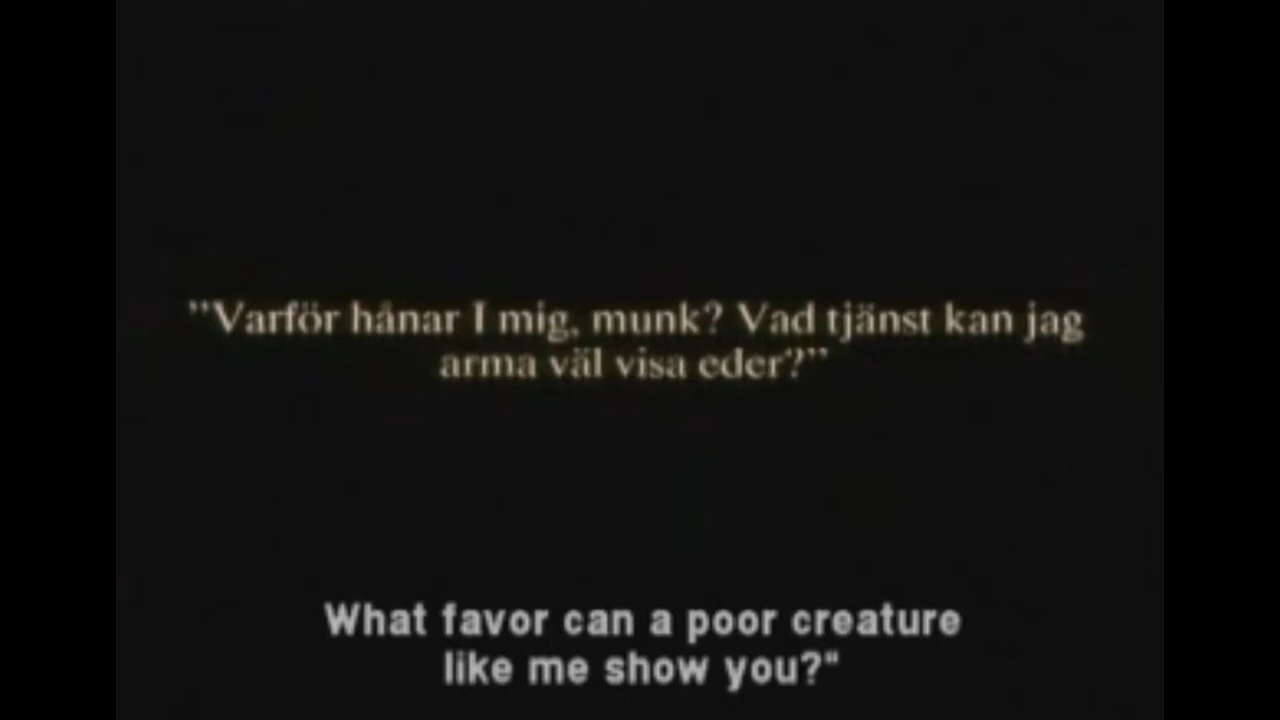 "Varför hånar I mig, munk? Vad tjänst kan jag
arma väl visa eder?"
What favor can a poor creature
like me show you?"